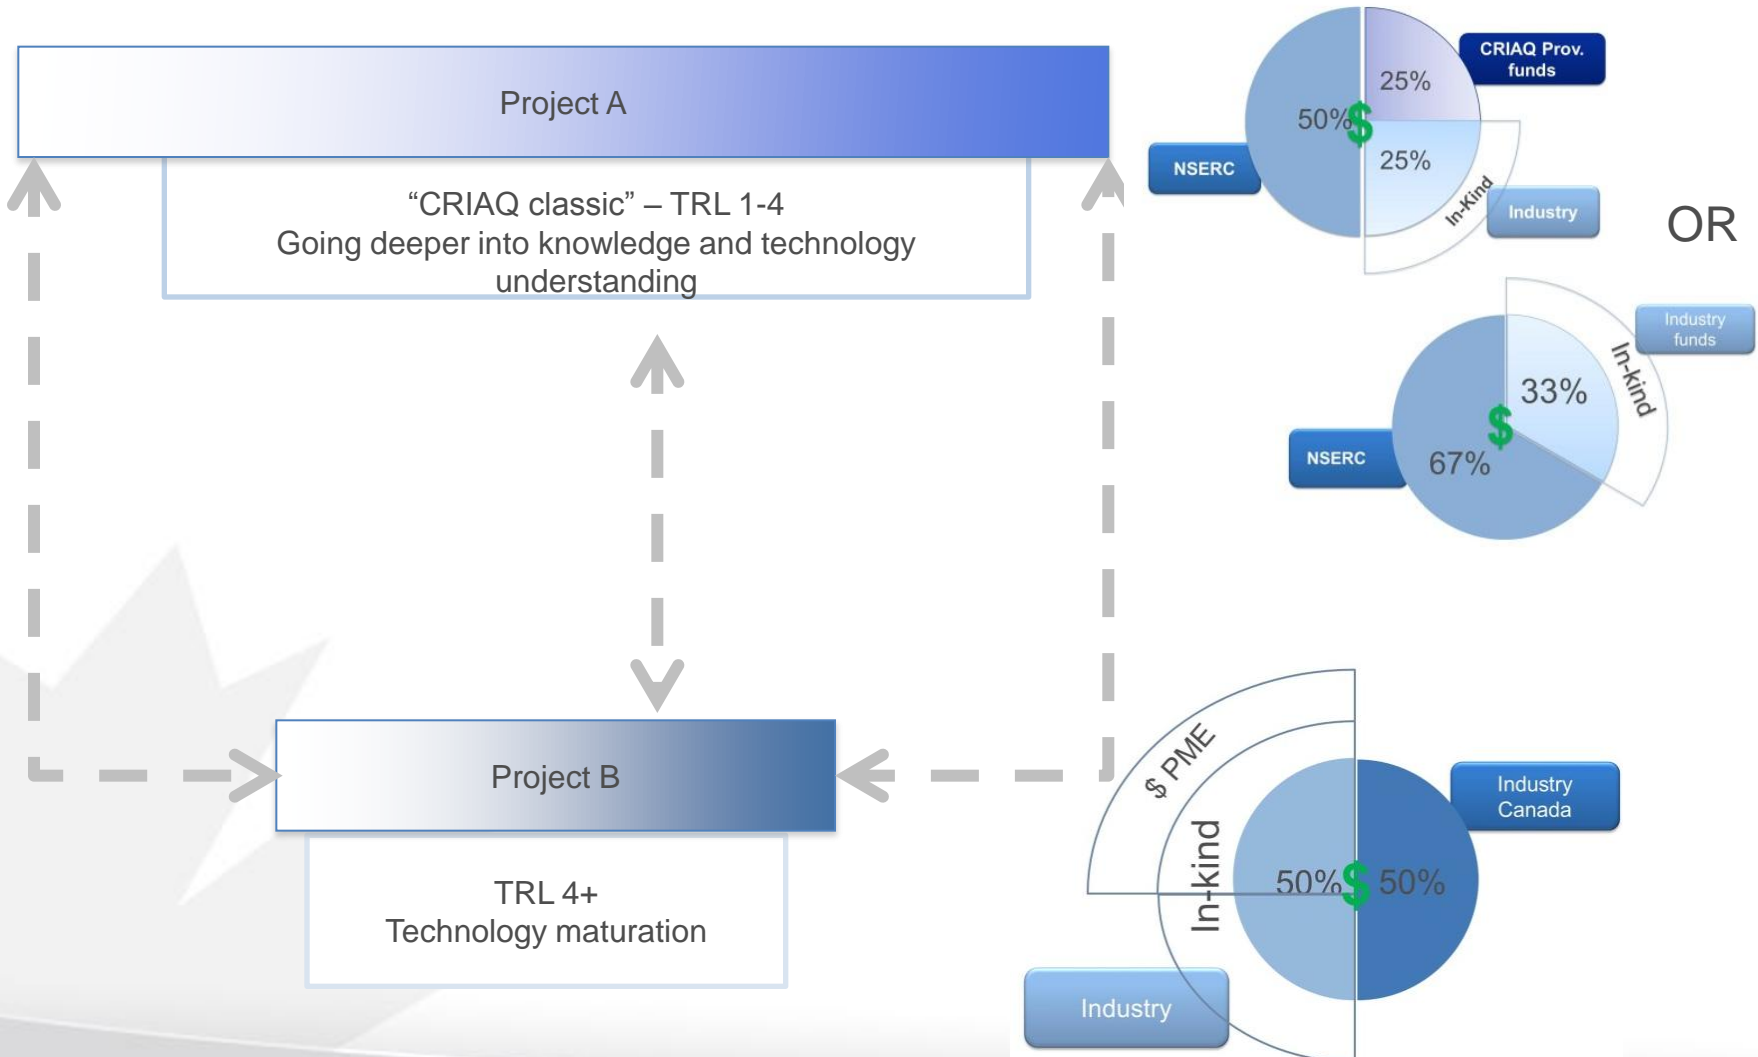 Project A
“CRIAQ classic” – TRL 1-4
Going deeper into knowledge and technology
understanding
CRIAQ Prov.
funds
25%
50%
$
25%
NSERC
In-Kind
Industry
OR
Industry
funds
In-kind
33%
$
NSERC
67%
Project B
TRL 4+
Technology maturation
$ PME
Industry
Canada
In-kind
50%
$
50%
Industry